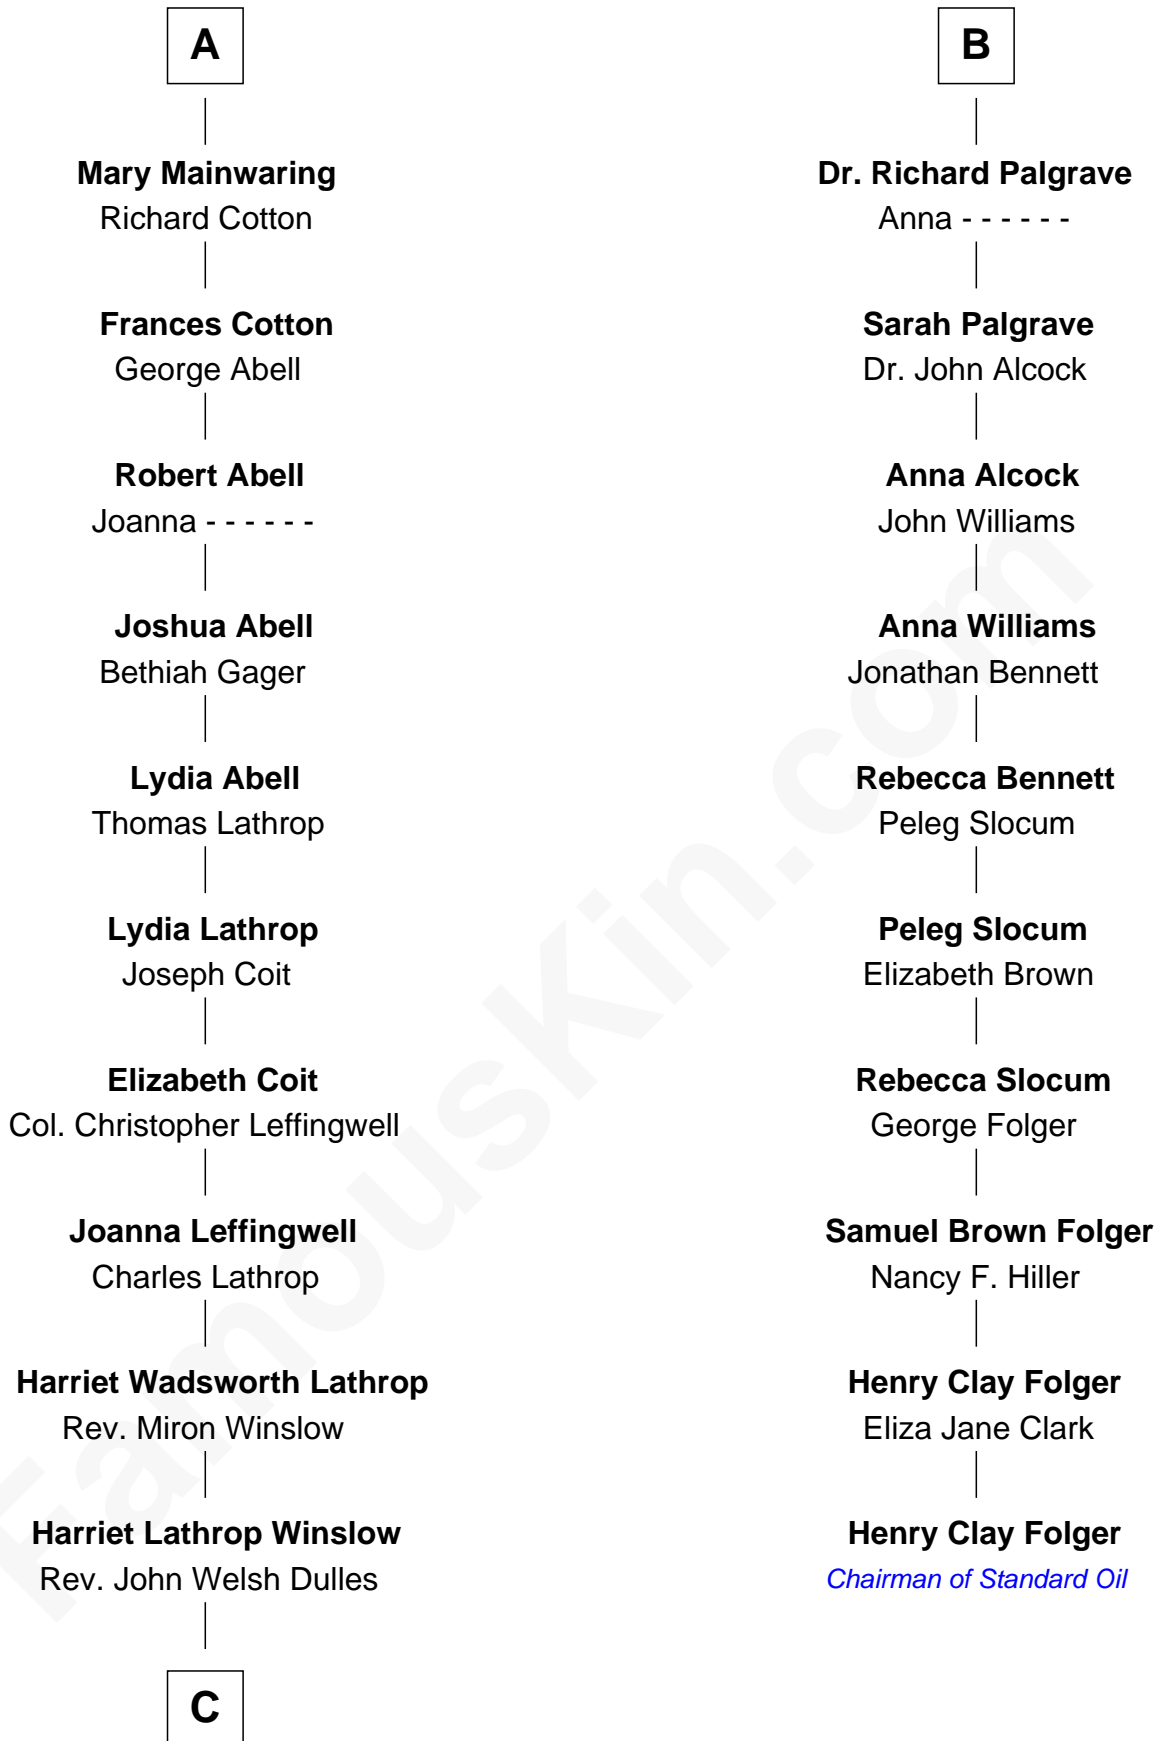 A
Mary Mainwaring
Richard Cotton
Frances Cotton
George Abell
Robert Abell
Joanna - - - - - -
Joshua Abell
Bethiah Gager
Lydia Abell
Thomas Lathrop
Lydia Lathrop
Joseph Coit
Elizabeth Coit
Col. Christopher Leffingwell
Joanna Leffingwell
Charles Lathrop
Harriet Wadsworth Lathrop
Rev. Miron Winslow
Harriet Lathrop Winslow
Rev. John Welsh Dulles
C
B
Dr. Richard Palgrave
Anna - - - - - -
Sarah Palgrave
Dr. John Alcock
Anna Alcock
John Williams
Anna Williams
Jonathan Bennett
Rebecca Bennett
Peleg Slocum
Peleg Slocum
Elizabeth Brown
Rebecca Slocum
George Folger
Samuel Brown Folger
Nancy F. Hiller
Henry Clay Folger
Eliza Jane Clark
Henry Clay Folger
Chairman of Standard Oil
FamousKin.com